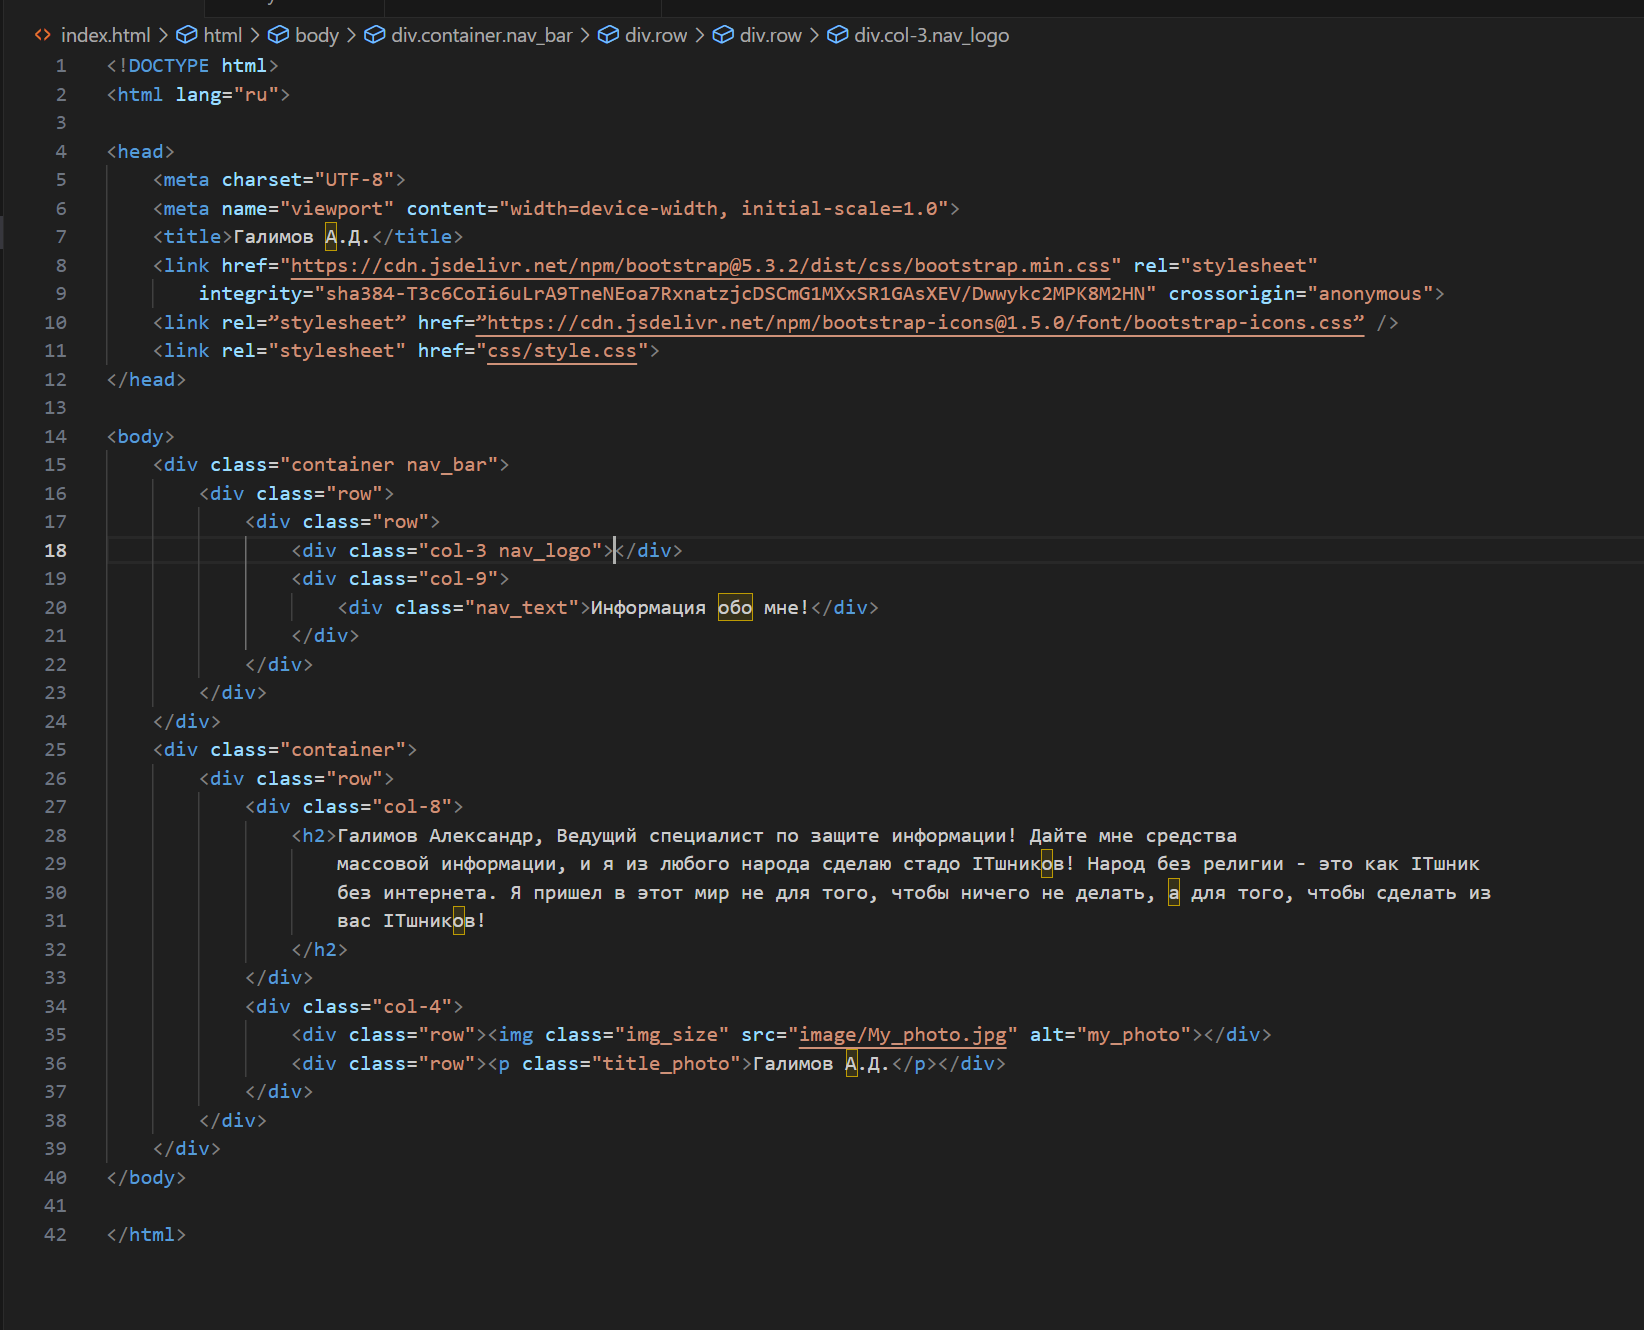 index.html > html > body > div.container.nav_bar > div.row > div.row > div.col-3.nav_logo
1 <!DOCTYPE html>
2 <html lang="ru">
3
4 <head>
5     <meta charset="UTF-8">
6     <meta name="viewport" content="width=device-width, initial-scale=1.0">
7     <title>Галимов А.Д.</title>
8     <link href="https://cdn.jsdelivr.net/npm/bootstrap@5.3.2/dist/css/bootstrap.min.css" rel="stylesheet"
9         integrity="sha384-T3c6CoIi6uLrA9TneNEoa7RxnatzjcDSCmG1MXxSR1GAsXEV/Dwwykc2MPK8M2HN" crossorigin="anonymous">
10     <link rel=”stylesheet” href=”https://cdn.jsdelivr.net/npm/bootstrap-icons@1.5.0/font/bootstrap-icons.css” />
11     <link rel="stylesheet" href="css/style.css">
12 </head>
13
14 <body>
15     <div class="container nav_bar">
16         <div class="row">
17             <div class="row">
18                 <div class="col-3 nav_logo"></div>
19                 <div class="col-9">
20                     <div class="nav_text">Информация обо мне!</div>
21                 </div>
22             </div>
23         </div>
24     </div>
25     <div class="container">
26         <div class="row">
27             <div class="col-8">
28                 <h2>Галимов Александр, Ведущий специалист по защите информации! Дайте мне средства
29                     массовой информации, и я из любого народа сделаю стадо ITшников! Народ без религии - это как ITшник
30                     без интернета. Я пришел в этот мир не для того, чтобы ничего не делать, а для того, чтобы сделать из
31                     вас ITшников!
32                 </h2>
33             </div>
34             <div class="col-4">
35                 <div class="row"><img class="img_size" src="image/My_photo.jpg" alt="my_photo"></div>
36                 <div class="row"><p class="title_photo">Галимов А.Д.</p></div>
37             </div>
38         </div>
39     </div>
40 </body>
41
42 </html>